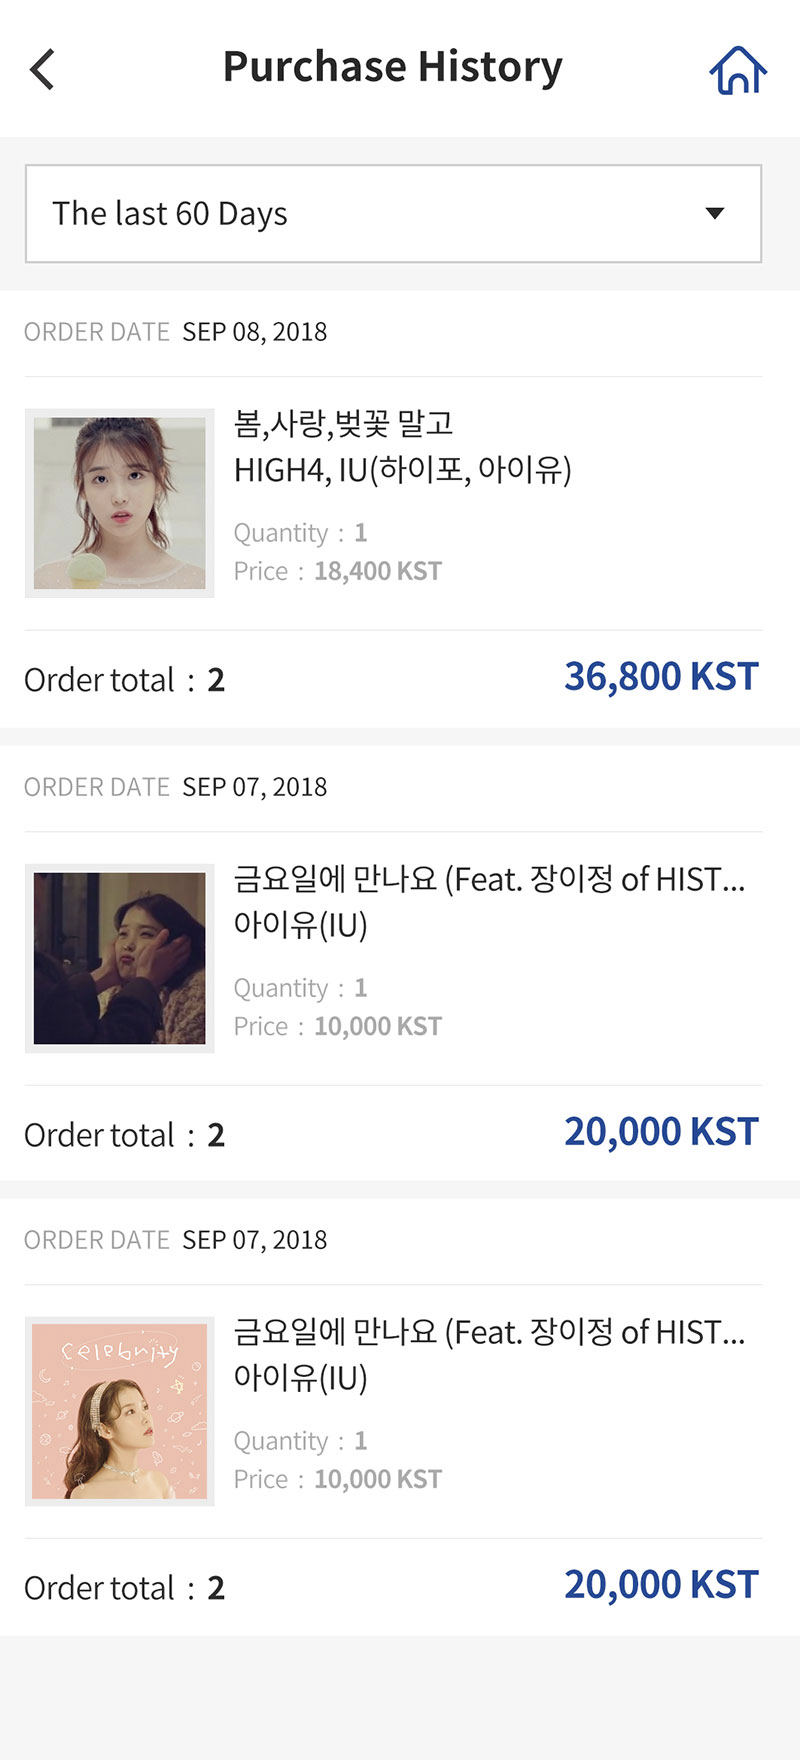 Purchase History
The last 60 Days
ORDER DATE SEP 08, 2018
봄,사랑,벚꽃 말고
HIGH4, IU(하이포, 아이유)
Quantity : 1
Price : 18,400 KST
Order total : 2 36,800 KST
ORDER DATE SEP 07, 2018
금요일에 만나요 (Feat. 장이정 of HIST...
아이유(IU)
Quantity : 1
Price : 10,000 KST
Order total : 2 20,000 KST
ORDER DATE SEP 07, 2018
celebrity
금요일에 만나요 (Feat. 장이정 of HIST...
아이유(IU)
Quantity : 1
Price : 10,000 KST
Order total : 2 20,000 KST